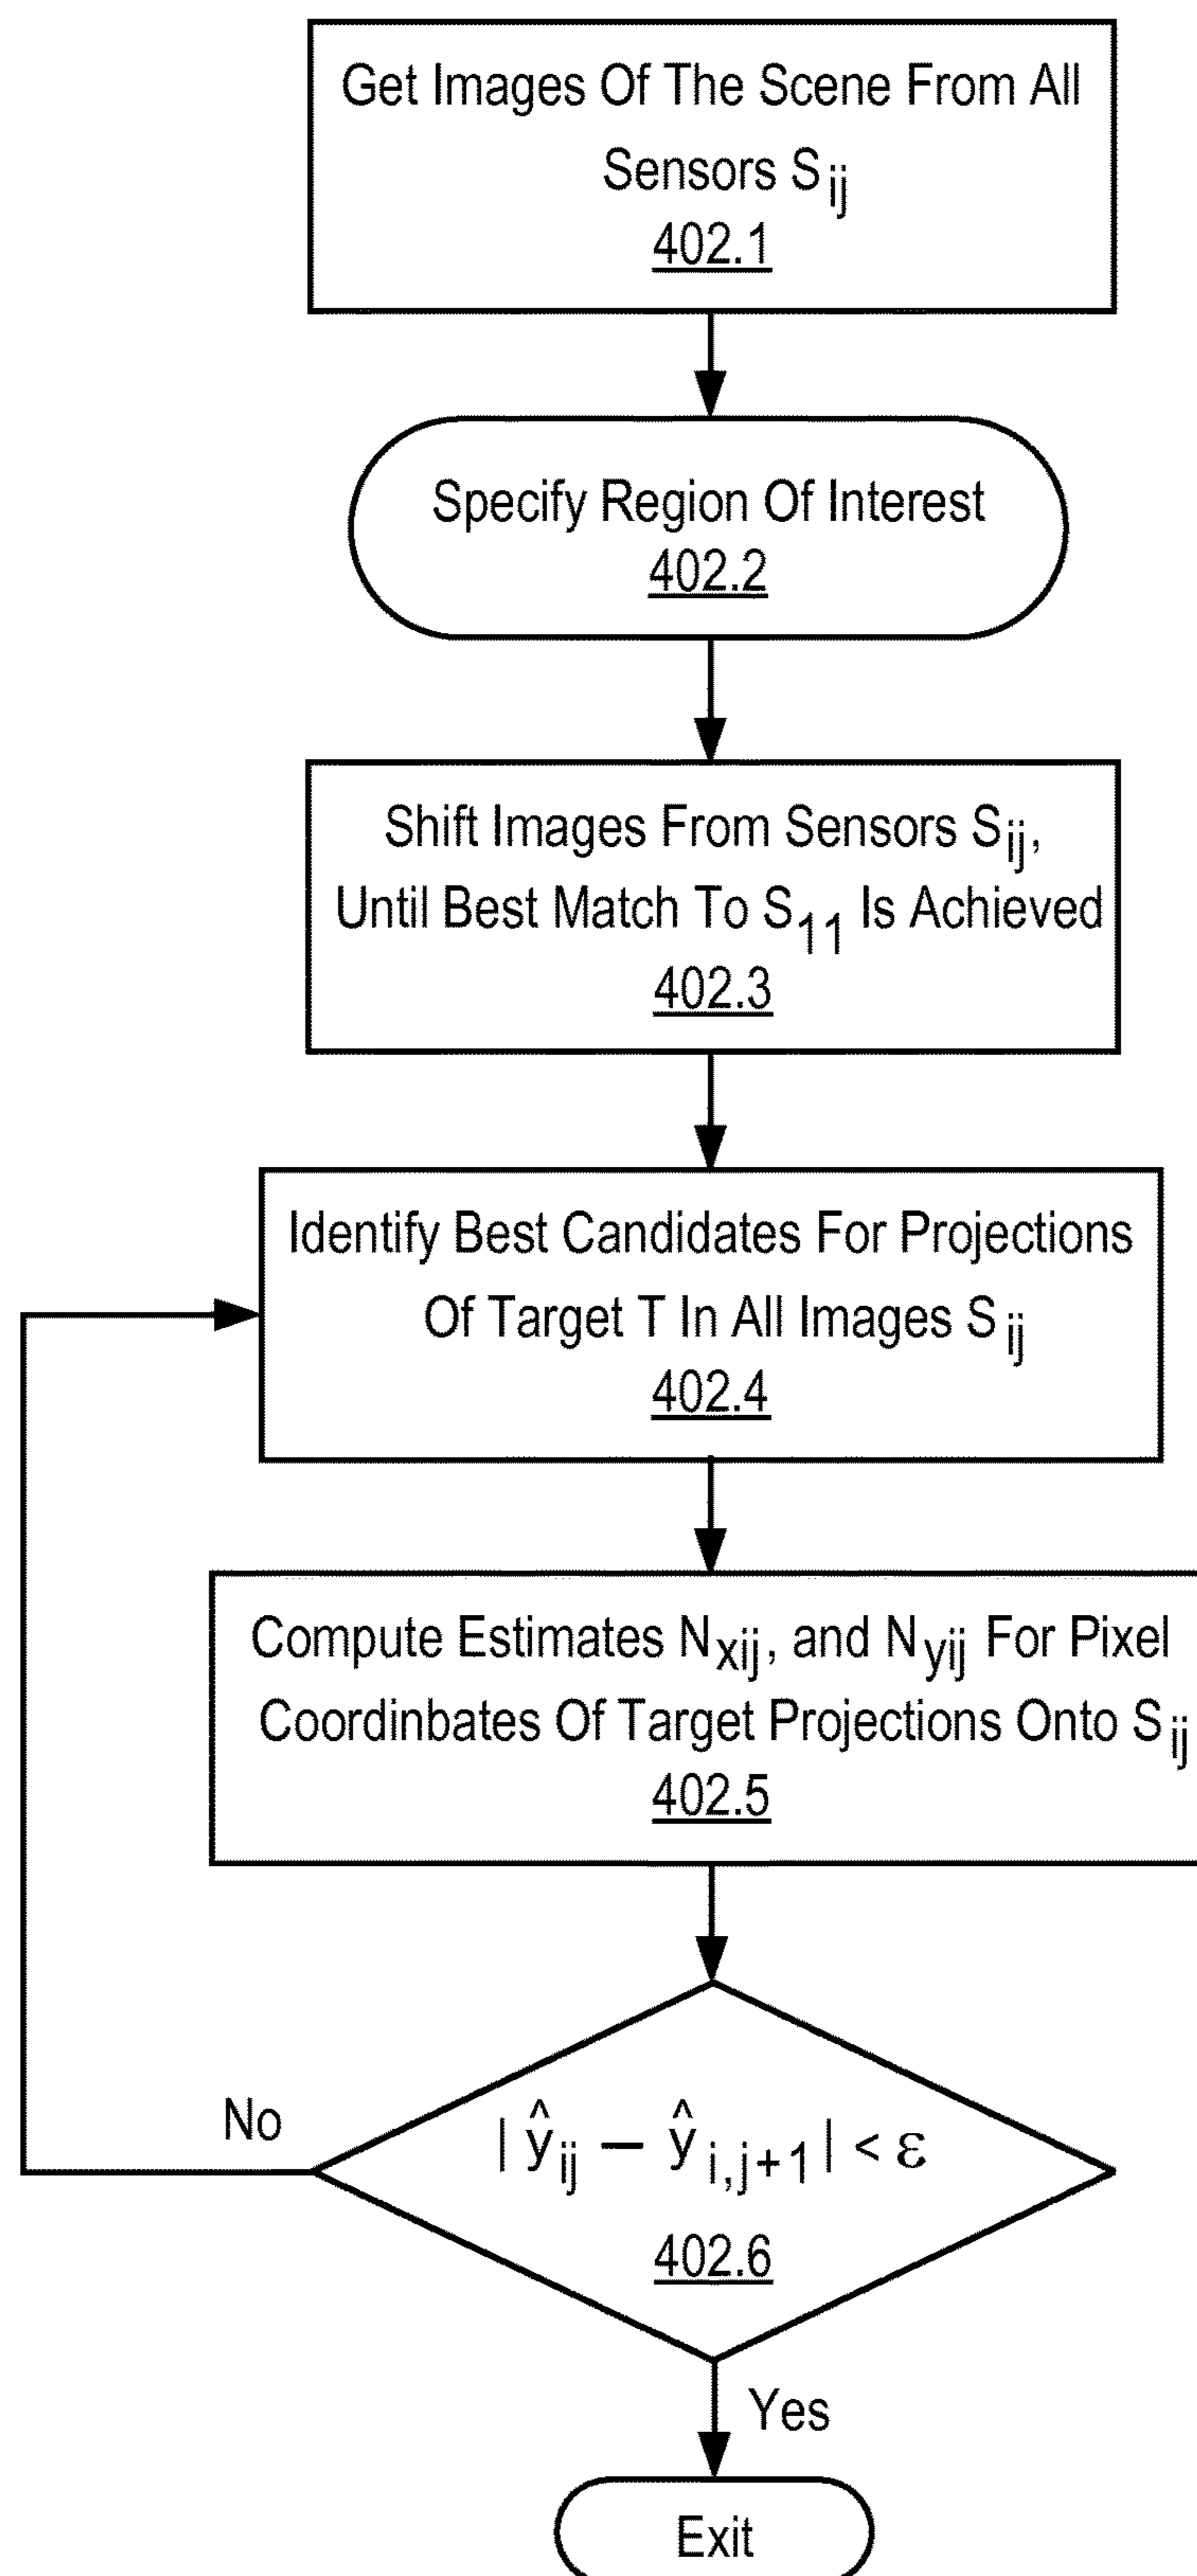 Get Images Of The Scene From All
Sensors S_ij
402.1
Specify Region Of Interest
402.2
Shift Images From Sensors S_ij,
Until Best Match To S_11 Is Achieved
402.3
Identify Best Candidates For Projections
Of Target T In All Images S_ij
402.4
Compute Estimates N_xij, and N_yij For Pixel
Coordinbates Of Target Projections Onto S_ij
402.5
No
| ŷ_ij – ŷ_i,j+1 | < ε
402.6
Yes
Exit